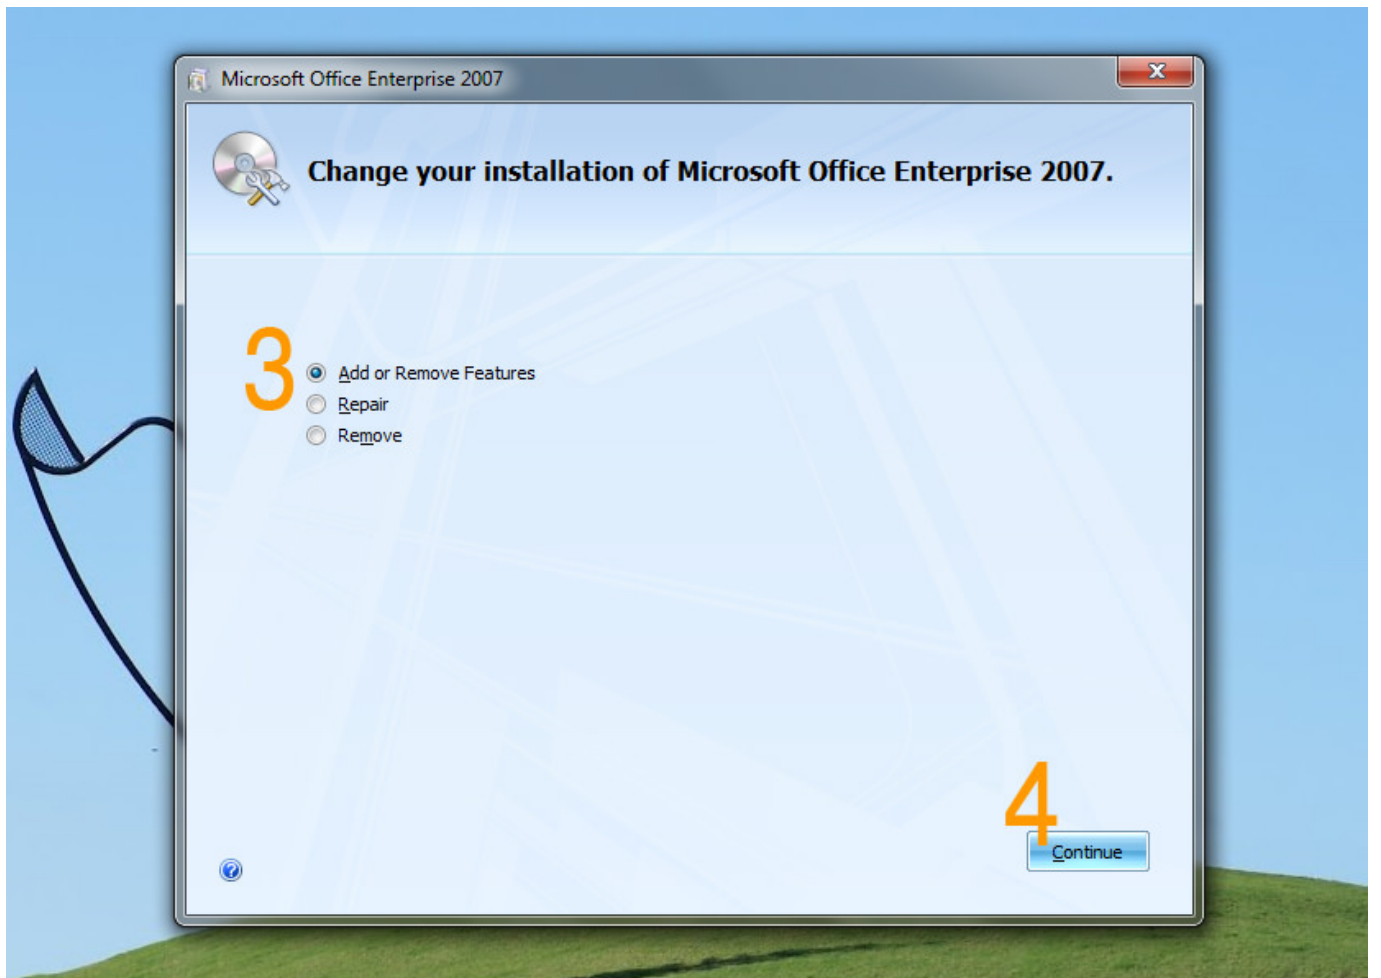 Microsoft Office Enterprise 2007
x
Change your installation of Microsoft Office Enterprise 2007.
3
Add or Remove Features
Repair
Remove
4
Continue
?